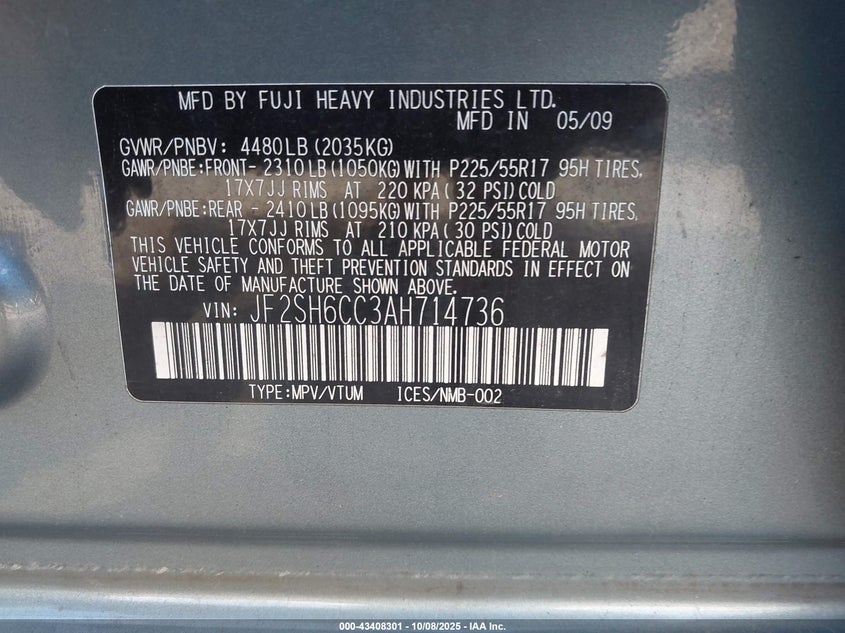 MFD BY FUJI HEAVY INDUSTRIES LTD.
MFD IN 05/09
GVWR/PNBV: 4480LB(2035KG)
GAWR/PNBE:FRONT- 2310LB(1050KG)WITH P225/55R17 95H TIRES,
17X7JJ RIMS AT 220 KPA(32 PSI)COLD
GAWR/PNBE:REAR - 2410LB(1095KG)WITH P225/55R17 95H TIRES,
17X7JJ RIMS AT 210 KPA(30 PSI)COLD
THIS VEHICLE CONFORMS TO ALL APPLICABLE FEDERAL MOTOR
VEHICLE SAFETY AND THEFT PREVENTION STANDARDS IN EFFECT ON
THE DATE OF MANUFACTURE SHOWN ABOVE.
VIN: JF2SH6CC3AH714736
TYPE:MPV/VTUM ICES/NMB-002
000-43408301 - 10/08/2025 - IAA Inc.